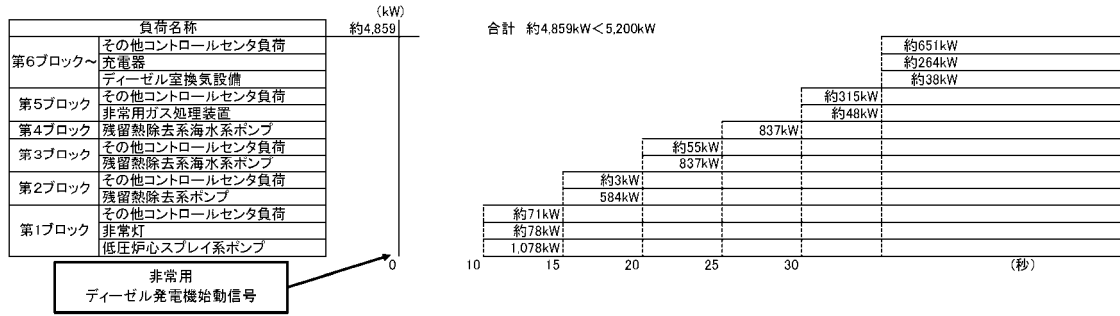 (kW)
負荷名称 約4,859 合計 約4,859kW＜5,200kW
第6ブロック～ その他コントロールセンタ負荷 約651kW
充電器 約264kW
ディーゼル室換気設備 約38kW
第5ブロック その他コントロールセンタ負荷 約315kW
非常用ガス処理装置 約48kW
第4ブロック 残留熱除去系海水系ポンプ 837kW
第3ブロック その他コントロールセンタ負荷 約55kW
残留熱除去系海水系ポンプ 837kW
第2ブロック その他コントロールセンタ負荷 約3kW
残留熱除去系ポンプ 584kW
第1ブロック その他コントロールセンタ負荷 約71kW
非常灯 約78kW
低圧炉心スプレイ系ポンプ 1,078kW
0 10 15 20 25 30 (秒)
非常用
ディーゼル発電機始動信号